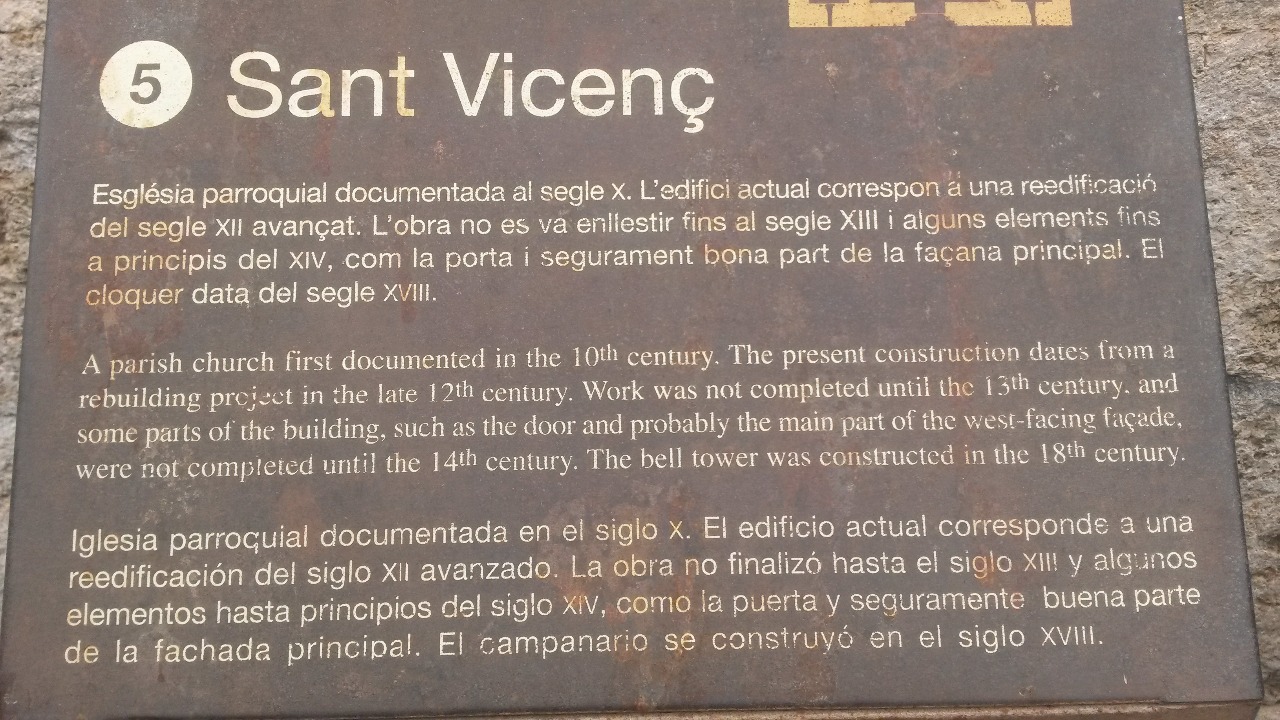 5 Sant Vicenç
Església parroquial documentada al segle X. L'edifici actual correspon a una reedificació
del segle XII avançat. L'obra no es va enllestir fins al segle XIII i alguns elements fins
a principis del XIV, com la porta i segurament bona part de la façana principal. El
cloquer data del segle XVIII.
A parish church first documented in the 10th century. The present construction dates from a
rebuilding project in the late 12th century. Work was not completed until the 13th century, and
some parts of the building, such as the door and probably the main part of the west-facing façade,
were not completed until the 14th century. The bell tower was constructed in the 18th century.
Iglesia parroquial documentada en el siglo X. El edificio actual corresponde a una
reedificación del siglo XII avanzado. La obra no finalizó hasta el siglo XIII y algunos
elementos hasta principios del siglo XIV, como la puerta y seguramente buena parte
de la fachada principal. El campanario se construyó en el siglo XVIII.